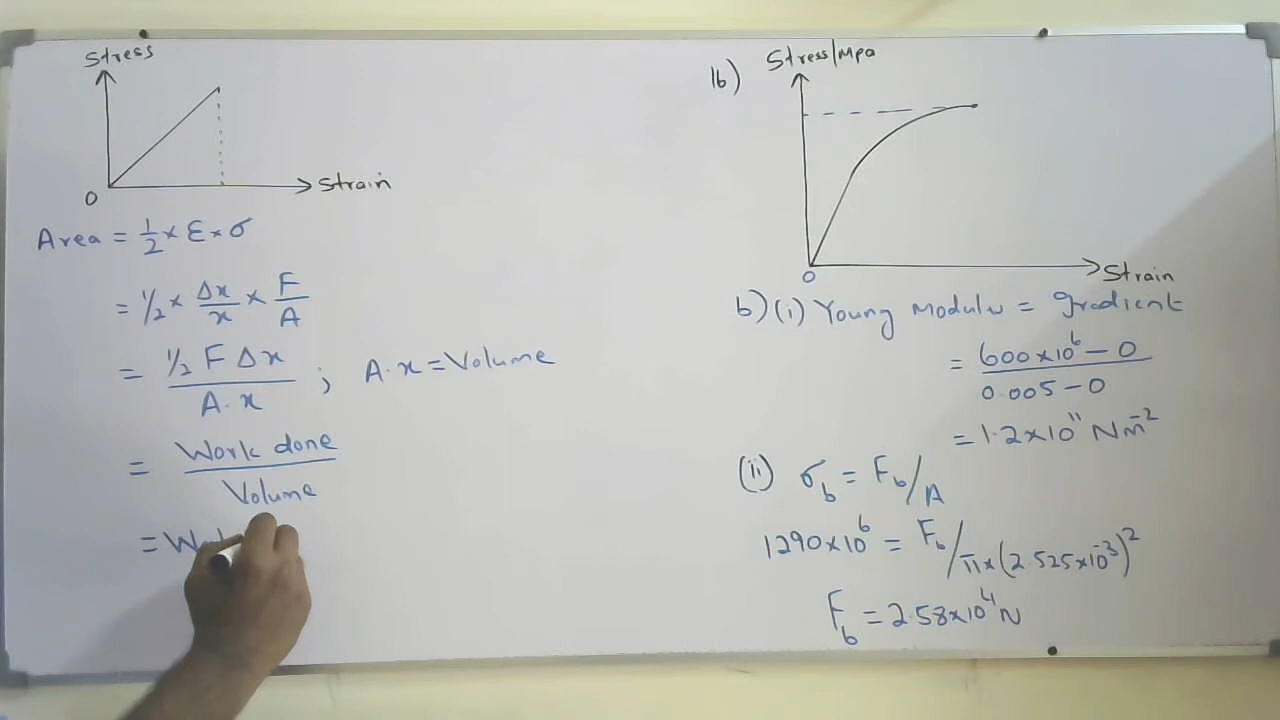 Stress
Strain
0
Area = 1/2 × ε × σ
= 1/2 × Δx/x × F/A
= 1/2 F Δx / A.x ; A.x = Volume
= Work done / Volume
=
16)
Stress/Mpa
0
Strain
b) (i) Young Modulu = gradient
= 600×10⁶ − 0 / 0.005 − 0
= 1.2×10¹¹ Nm⁻²
(ii) σb = Fb/A
1290×10⁶ = Fb/π×(2.525×10⁻³)²
Fb = 2.58×10⁴ N